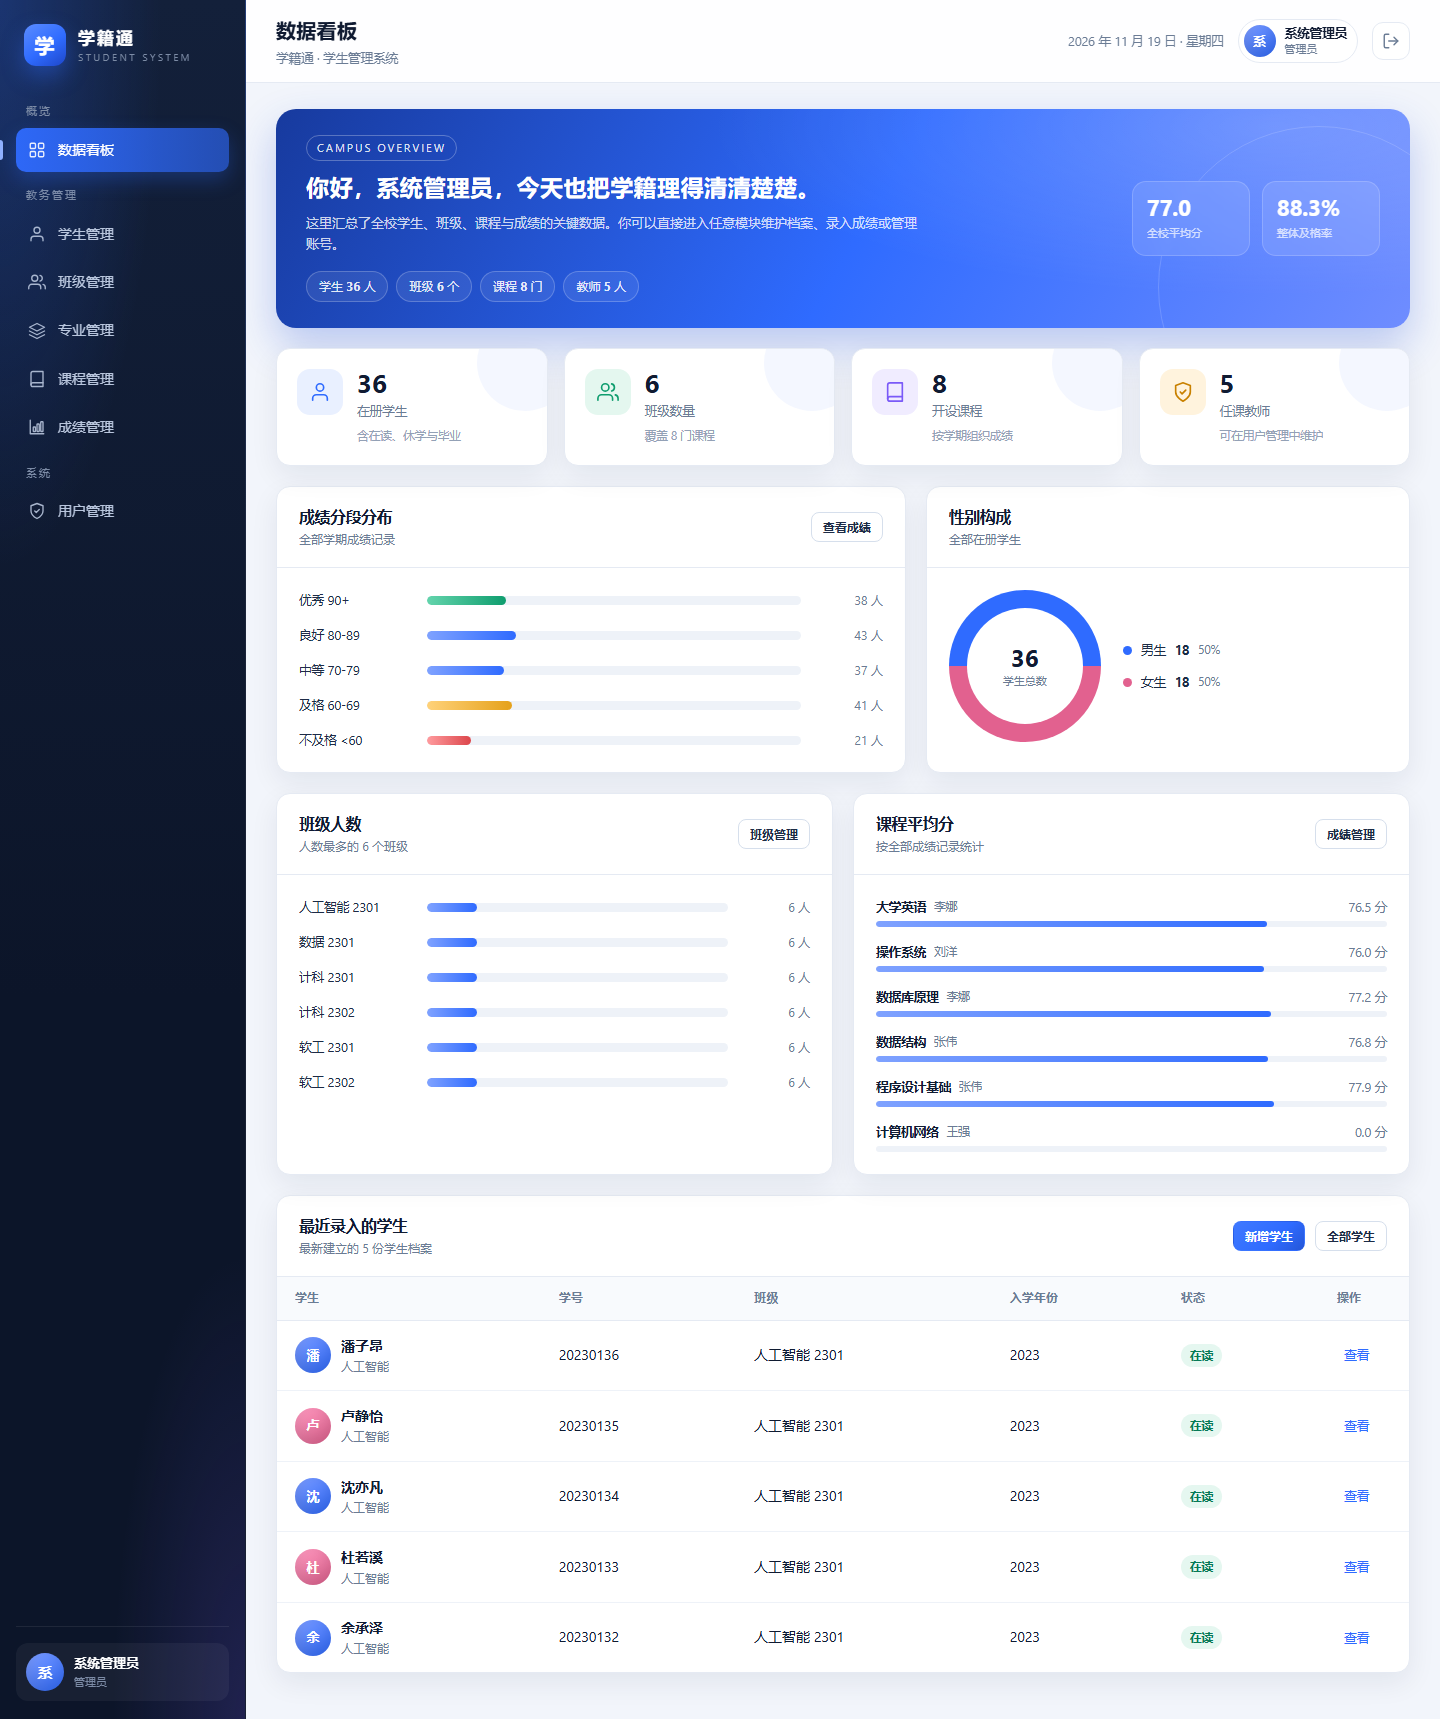 学
学籍通
STUDENT SYSTEM
概览
数据看板
教务管理
学生管理
班级管理
专业管理
课程管理
成绩管理
系统
用户管理
系
系统管理员
管理员
数据看板
学籍通 · 学生管理系统
2026 年 11 月 19 日 · 星期四
系
系统管理员
管理员
CAMPUS OVERVIEW
你好，系统管理员，今天也把学籍理得清清楚楚。
这里汇总了全校学生、班级、课程与成绩的关键数据。你可以直接进入任意模块维护档案、录入成绩或管理
账号。
学生 36 人
班级 6 个
课程 8 门
教师 5 人
77.0
全校平均分
88.3%
整体及格率
36
在册学生
含在读、休学与毕业
6
班级数量
覆盖 8 门课程
8
开设课程
按学期组织成绩
5
任课教师
可在用户管理中维护
成绩分段分布
全部学期成绩记录
查看成绩
优秀 90+
38 人
良好 80-89
43 人
中等 70-79
37 人
及格 60-69
41 人
不及格 <60
21 人
性别构成
全部在册学生
36
学生总数
男生 18 50%
女生 18 50%
班级人数
人数最多的 6 个班级
班级管理
人工智能 2301
6 人
数据 2301
6 人
计科 2301
6 人
计科 2302
6 人
软工 2301
6 人
软工 2302
6 人
课程平均分
按全部成绩记录统计
成绩管理
大学英语 李娜
76.5 分
操作系统 刘洋
76.0 分
数据库原理 李娜
77.2 分
数据结构 张伟
76.8 分
程序设计基础 张伟
77.9 分
计算机网络 王强
0.0 分
最近录入的学生
最新建立的 5 份学生档案
新增学生
全部学生
学生 学号 班级 入学年份 状态 操作
潘
潘子昂
人工智能
20230136 人工智能 2301 2023 在读 查看
卢
卢静怡
人工智能
20230135 人工智能 2301 2023 在读 查看
沈
沈亦凡
人工智能
20230134 人工智能 2301 2023 在读 查看
杜
杜若溪
人工智能
20230133 人工智能 2301 2023 在读 查看
余
余承泽
人工智能
20230132 人工智能 2301 2023 在读 查看